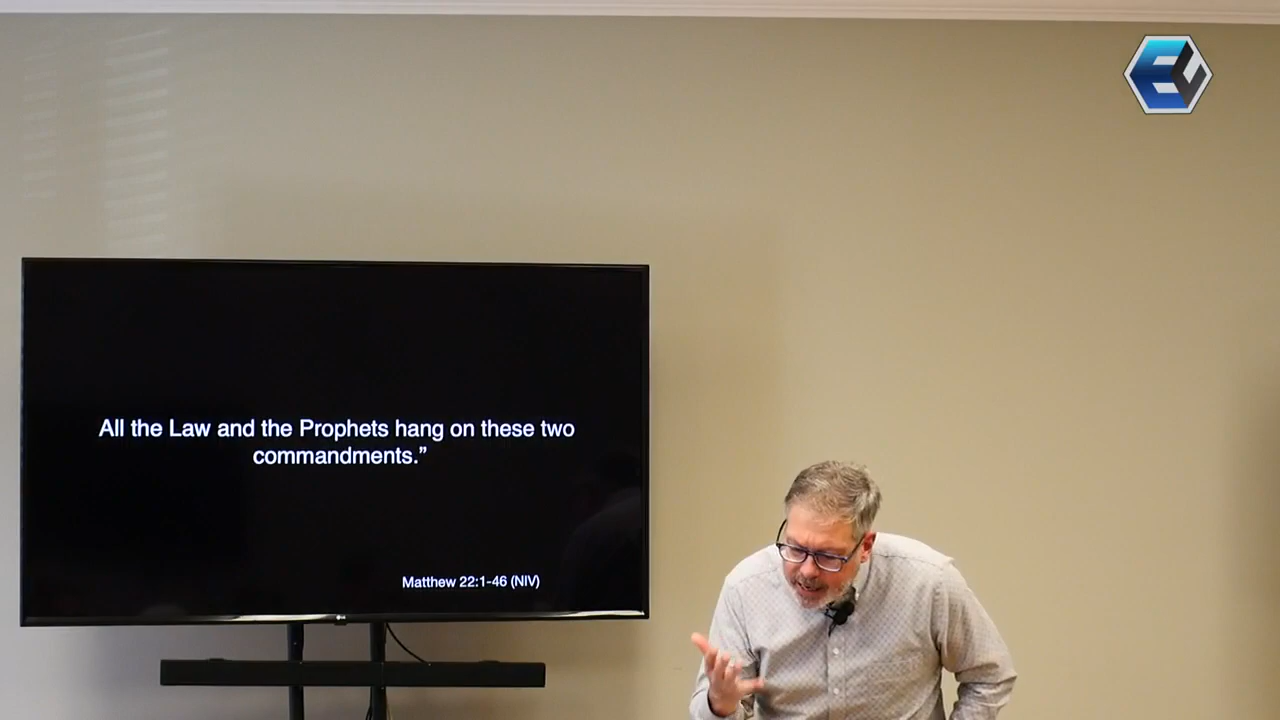 All the Law and the Prophets hang on these two
commandments.”
Matthew 22:1-46 (NIV)